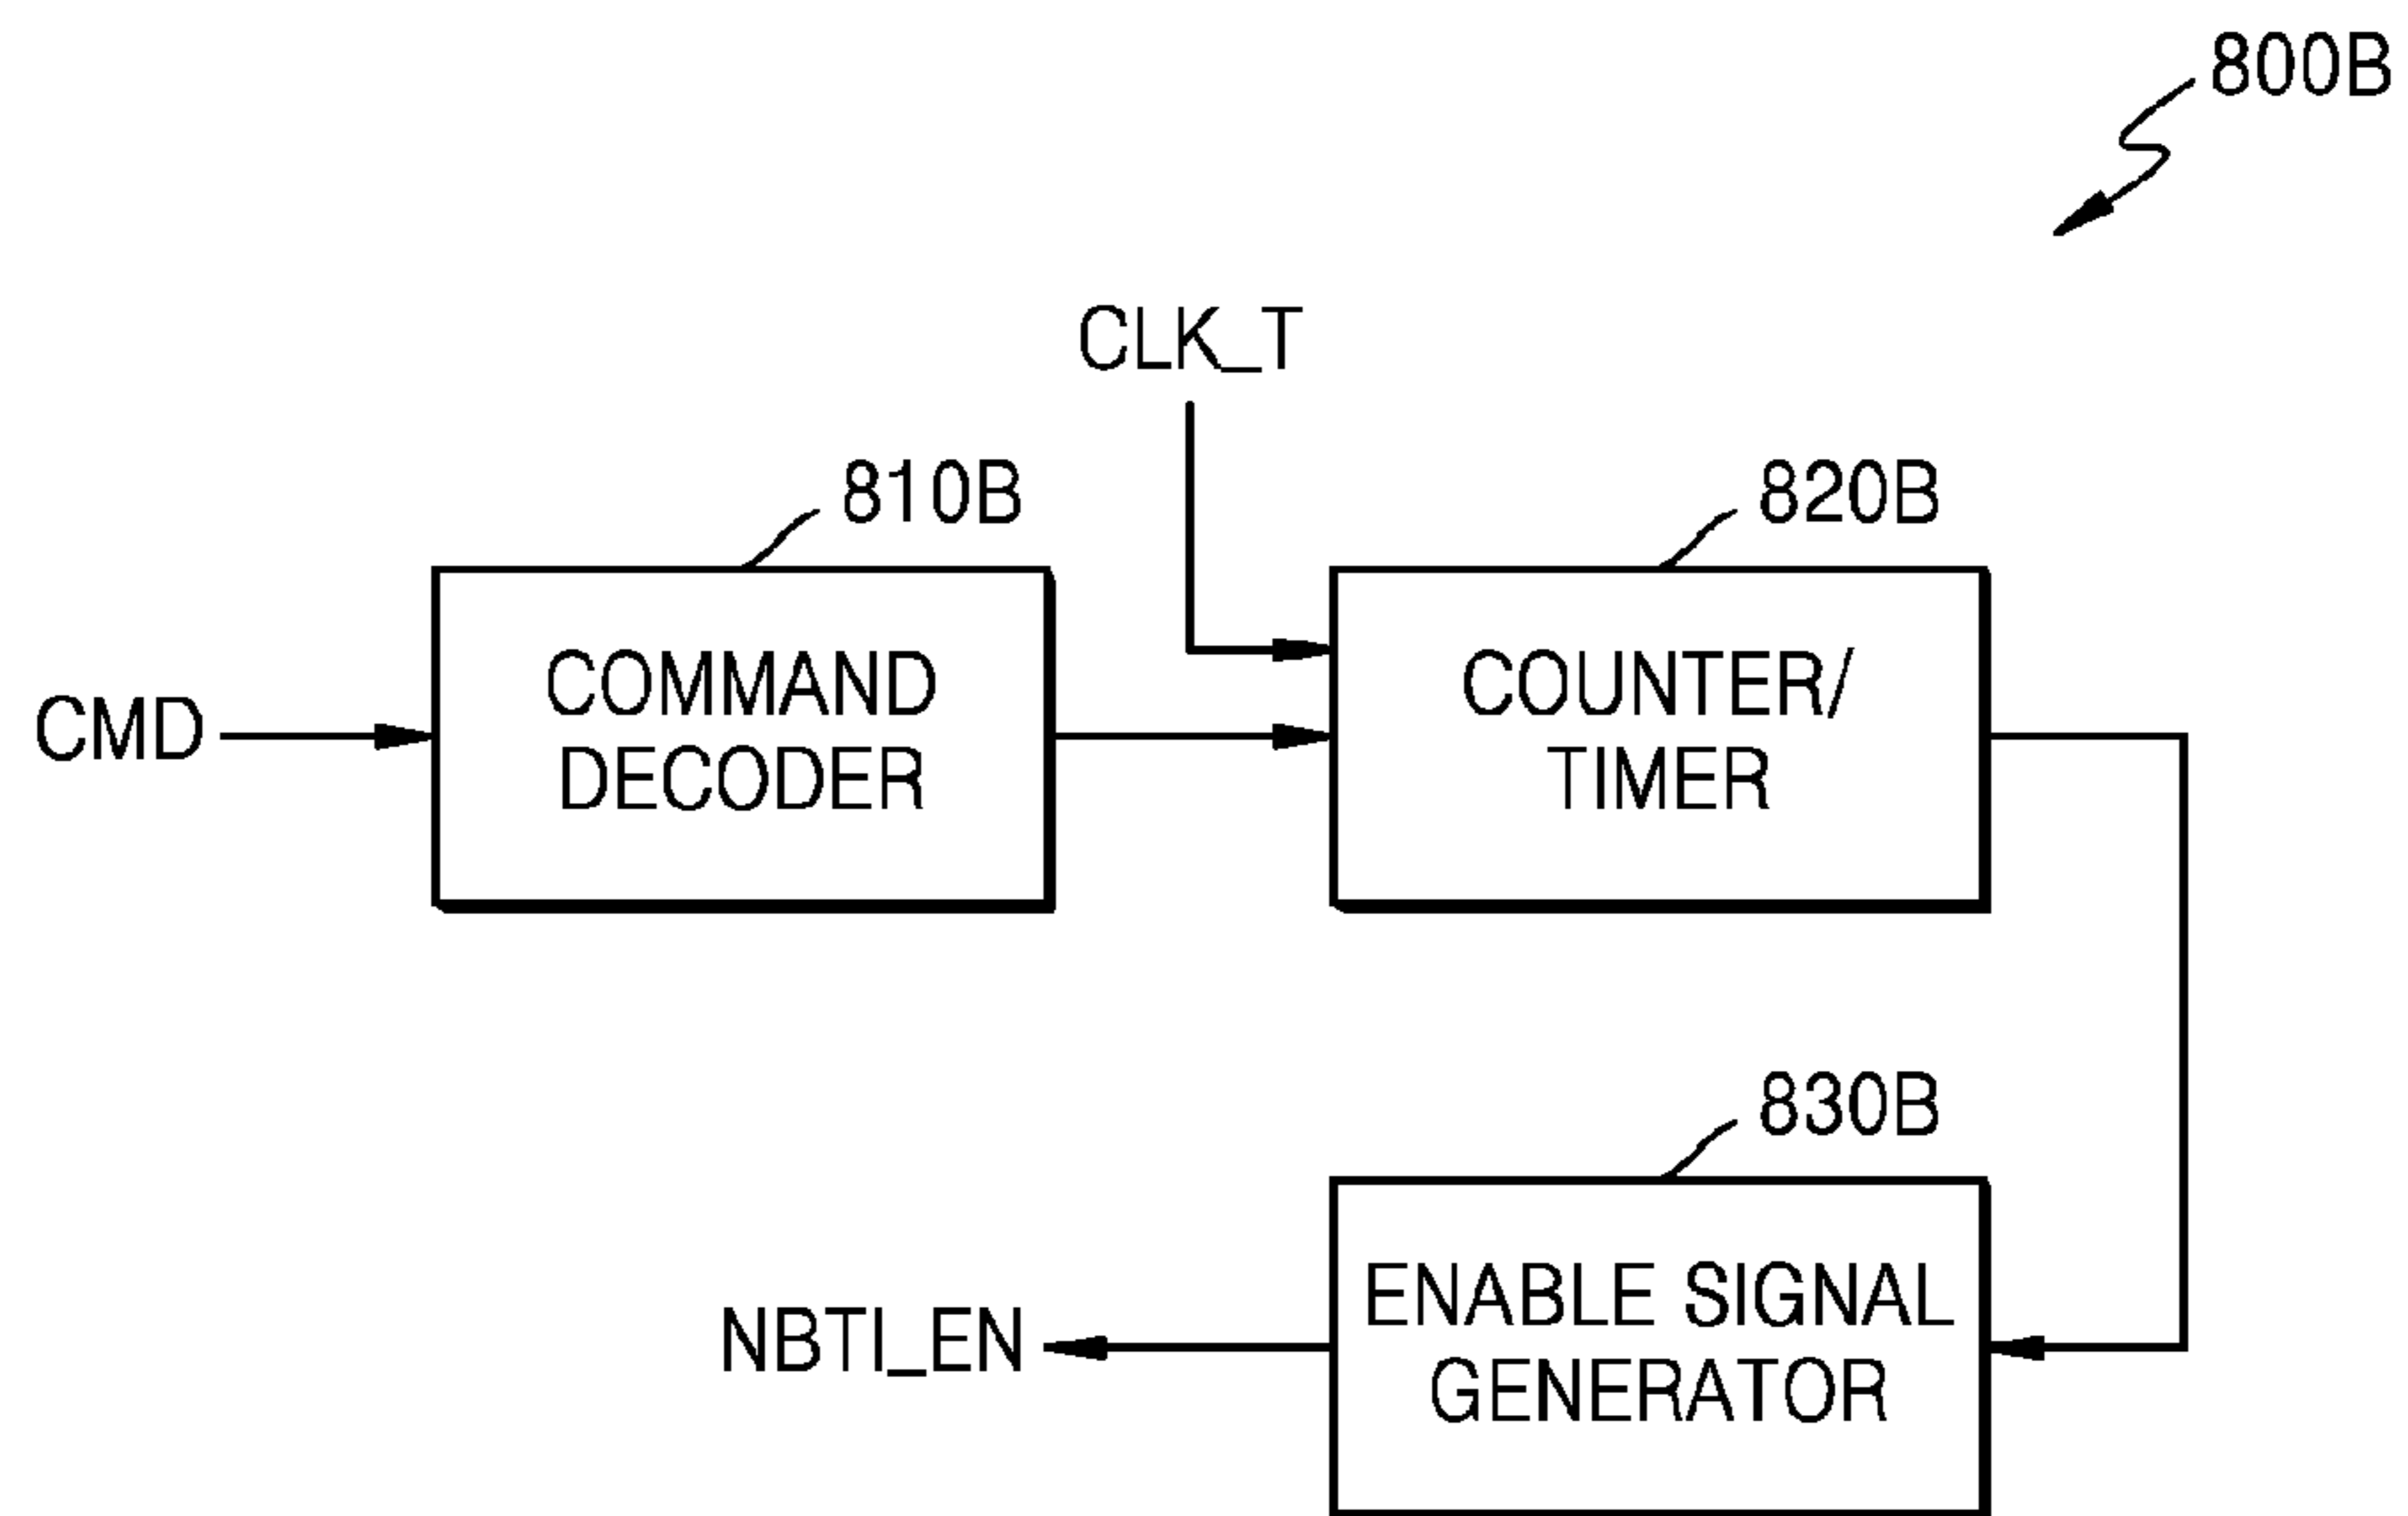 800B
CLK_T
810B
820B
CMD
COMMAND
DECODER
COUNTER/
TIMER
830B
NBTI_EN
ENABLE SIGNAL
GENERATOR